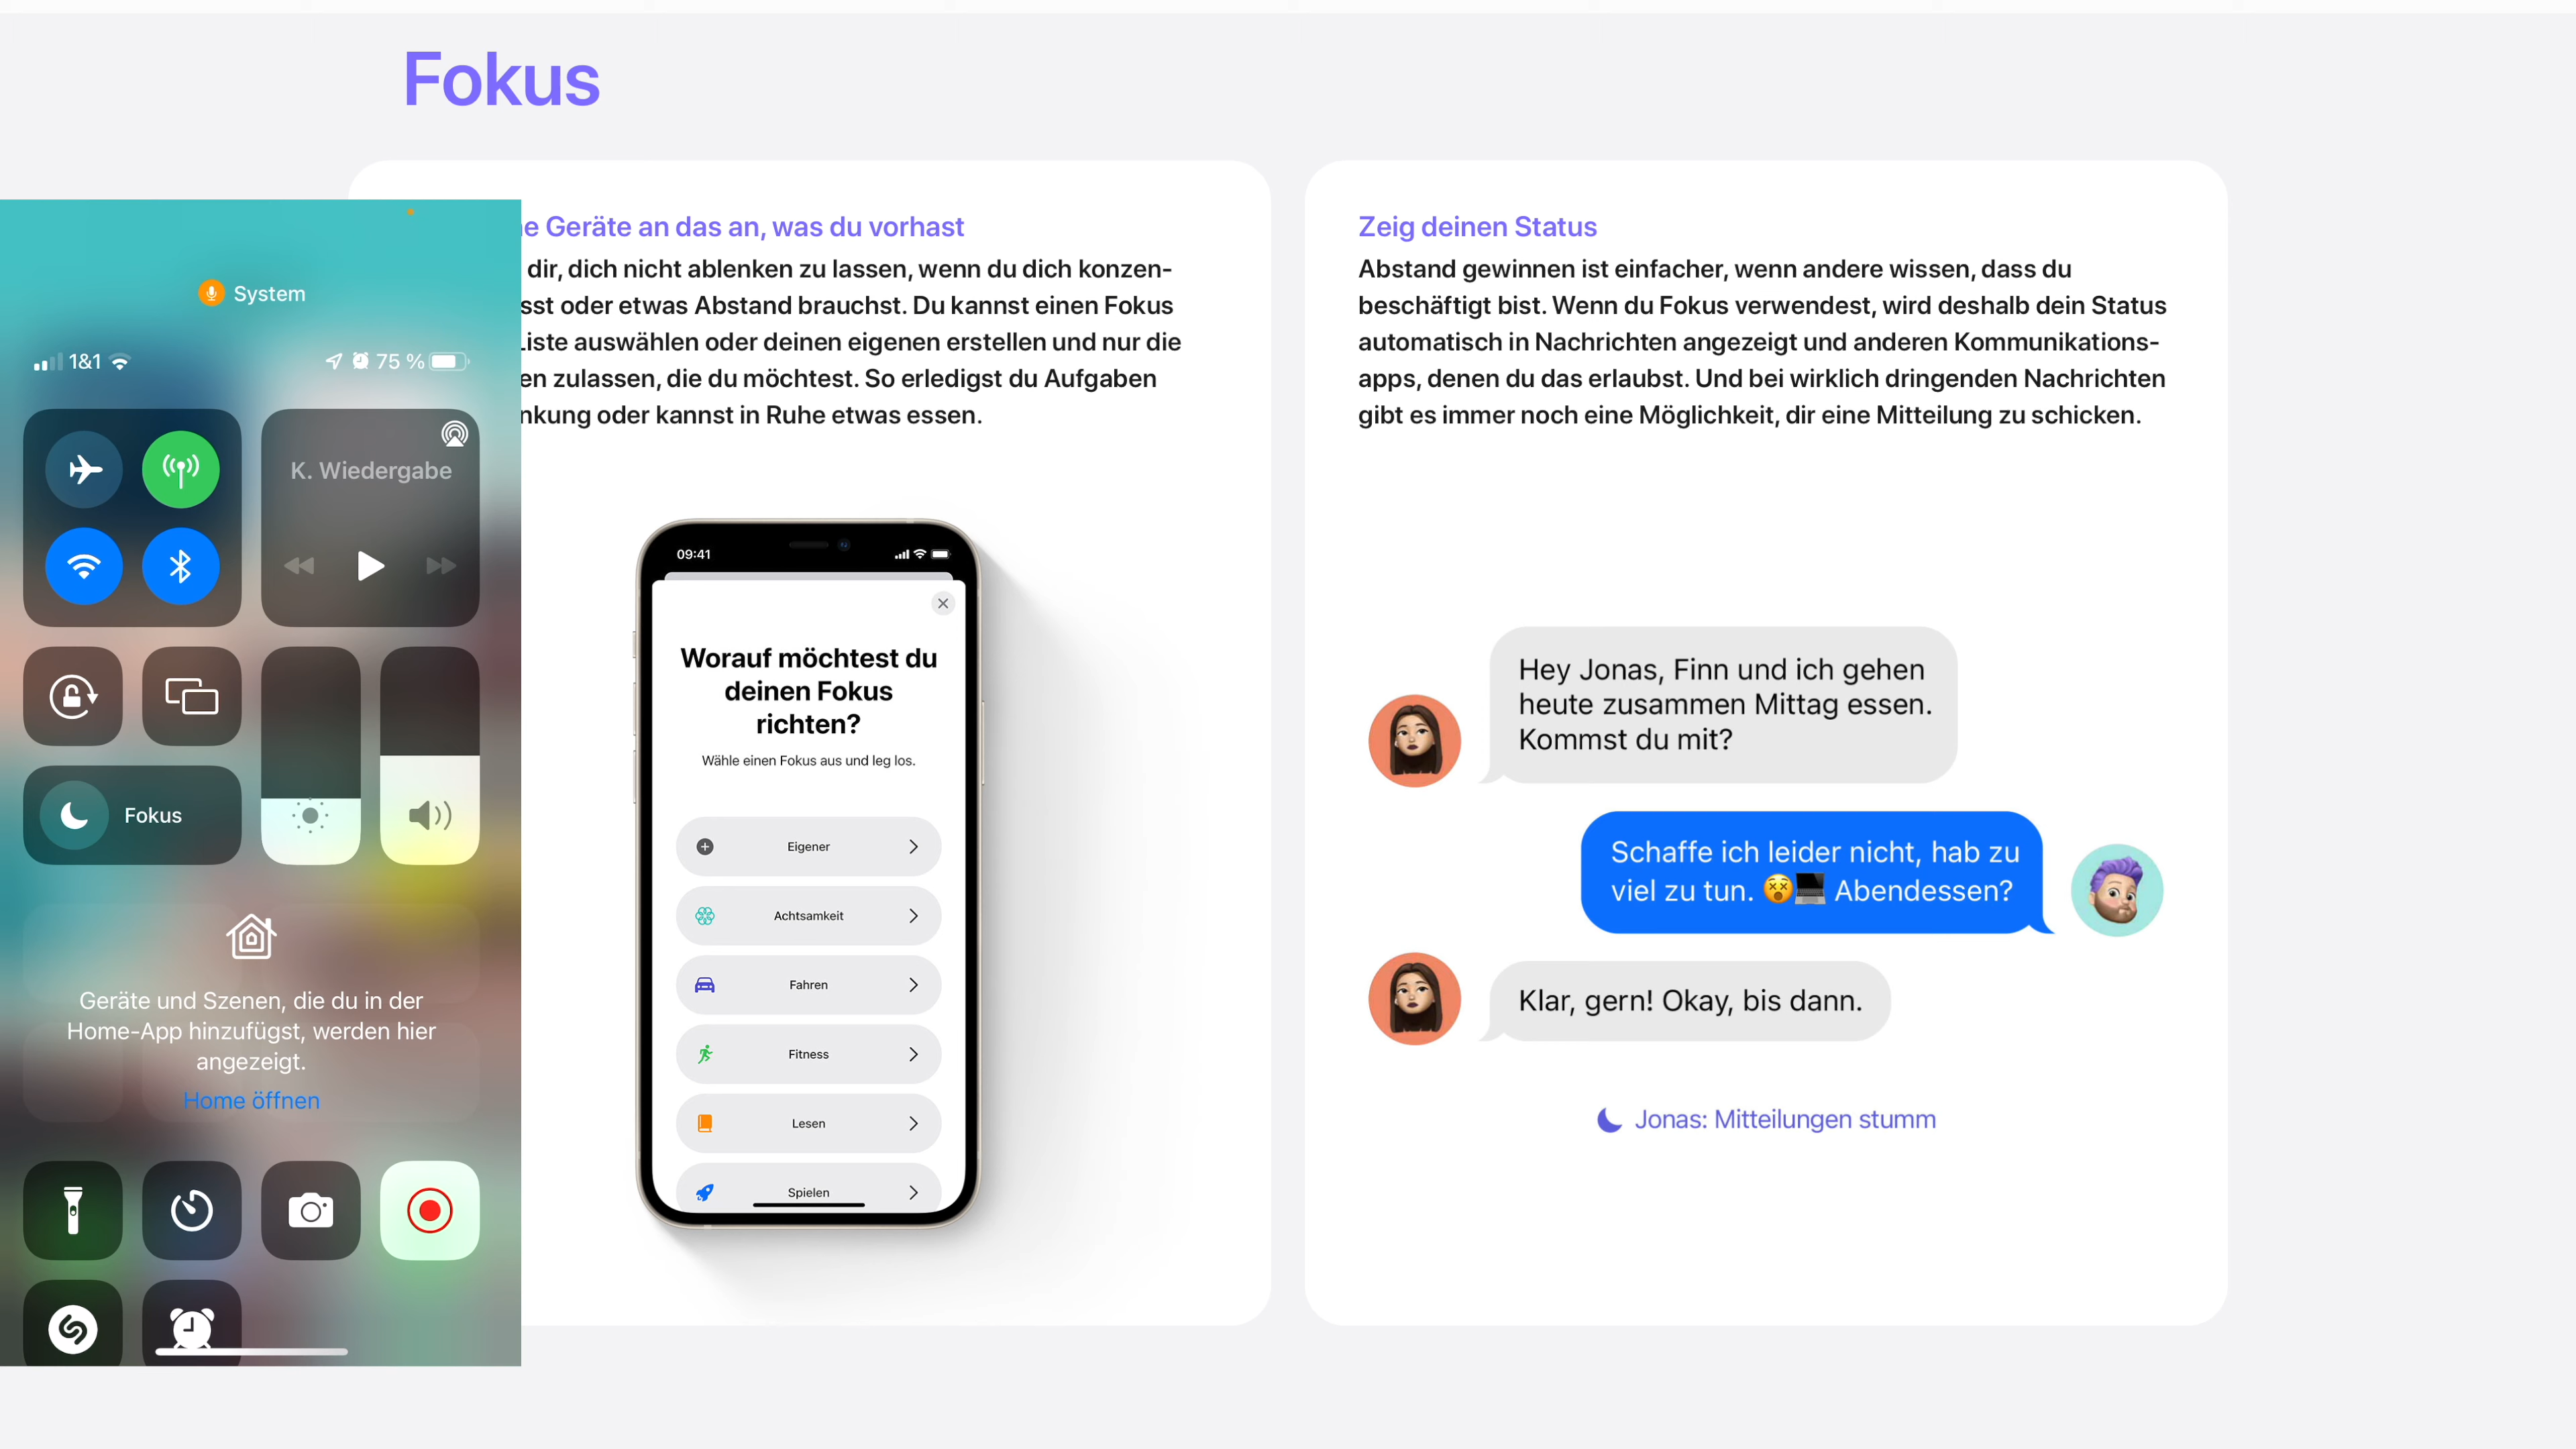 Fokus
System
1&1
75 %
K. Wiedergabe
Fokus
Geräte und Szenen, die du in der
Home-App hinzufügst, werden hier
angezeigt.
Home öffnen
Geräte an das an, was du vorhast
dir, dich nicht ablenken zu lassen, wenn du dich konzen-
oder etwas Abstand brauchst. Du kannst einen Fokus
auswählen oder deinen eigenen erstellen und nur die
zulassen, die du möchtest. So erledigst du Aufgaben
oder kannst in Ruhe etwas essen.
09:41
Worauf möchtest du
deinen Fokus
richten?
Wähle einen Fokus aus und leg los.
Eigener
Achtsamkeit
Fahren
Fitness
Lesen
Spielen
Zeig deinen Status
Abstand gewinnen ist einfacher, wenn andere wissen, dass du
beschäftigt bist. Wenn du Fokus verwendest, wird deshalb dein Status
automatisch in Nachrichten angezeigt und anderen Kommunikations-
apps, denen du das erlaubst. Und bei wirklich dringenden Nachrichten
gibt es immer noch eine Möglichkeit, dir eine Mitteilung zu schicken.
Hey Jonas, Finn und ich gehen
heute zusammen Mittag essen.
Kommst du mit?
Schaffe ich leider nicht, hab zu
viel zu tun. 😵💻 Abendessen?
Klar, gern! Okay, bis dann.
Jonas: Mitteilungen stumm